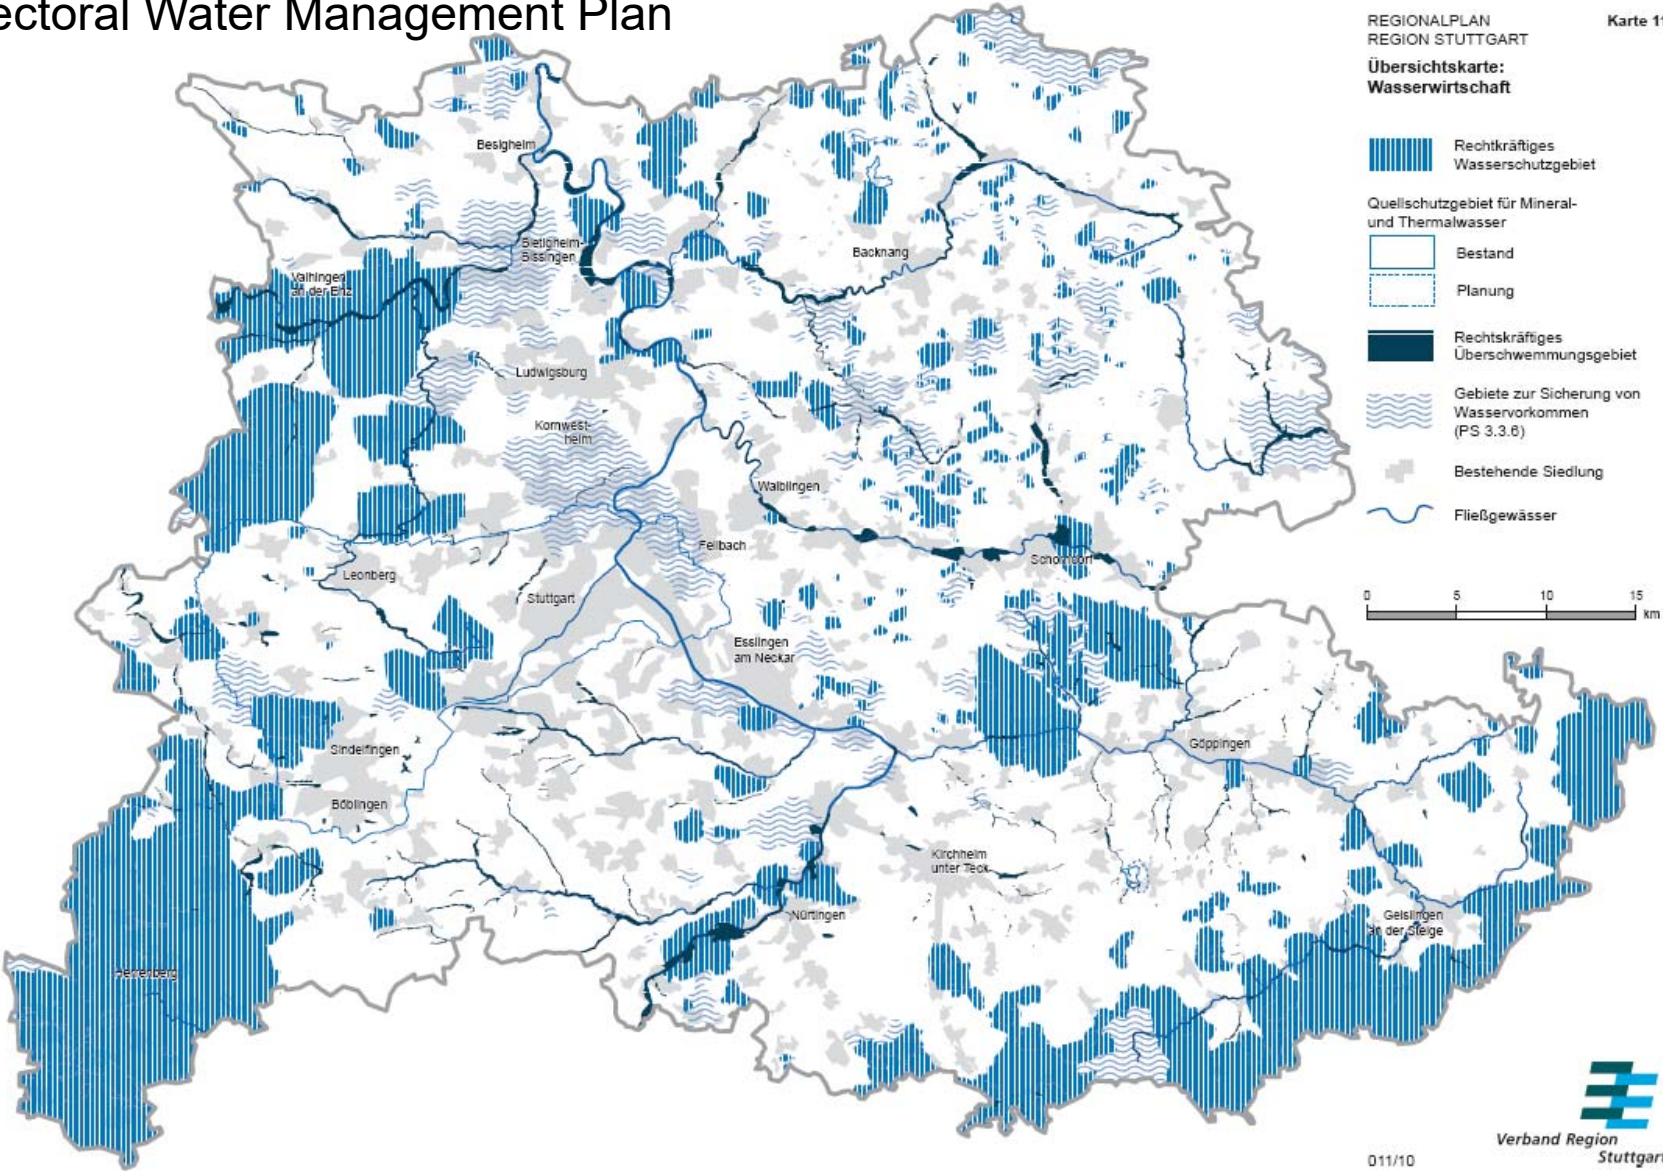 ectoral Water Management Plan
REGIONALPLAN
REGION STUTTGART
Karte 11
Übersichtskarte:
Wasserwirtschaft
Rechtkräftiges
Wasserschutzgebiet
Quellschutzgebiet für Mineral-
und Thermalwasser
Bestand
Planung
Rechtskräftiges
Überschwemmungsgebiet
Gebiete zur Sicherung von
Wasservorkommen
(PS 3.3.6)
Bestehende Siedlung
Fließgewässer
0 5 10 15
km
Besigheim
Bietigheim-
Bissingen
Backnang
Vaihingen
an der Enz
Ludwigsburg
Kornwest-
heim
Waiblingen
Fellbach
Schorndorf
Leonberg
Stuttgart
Esslingen
am Neckar
Sindelfingen
Göppingen
Böblingen
Kirchheim
unter Teck
Nürtingen
Geislingen
an der Steige
Herrenberg
Verband Region
Stuttgart
011/10